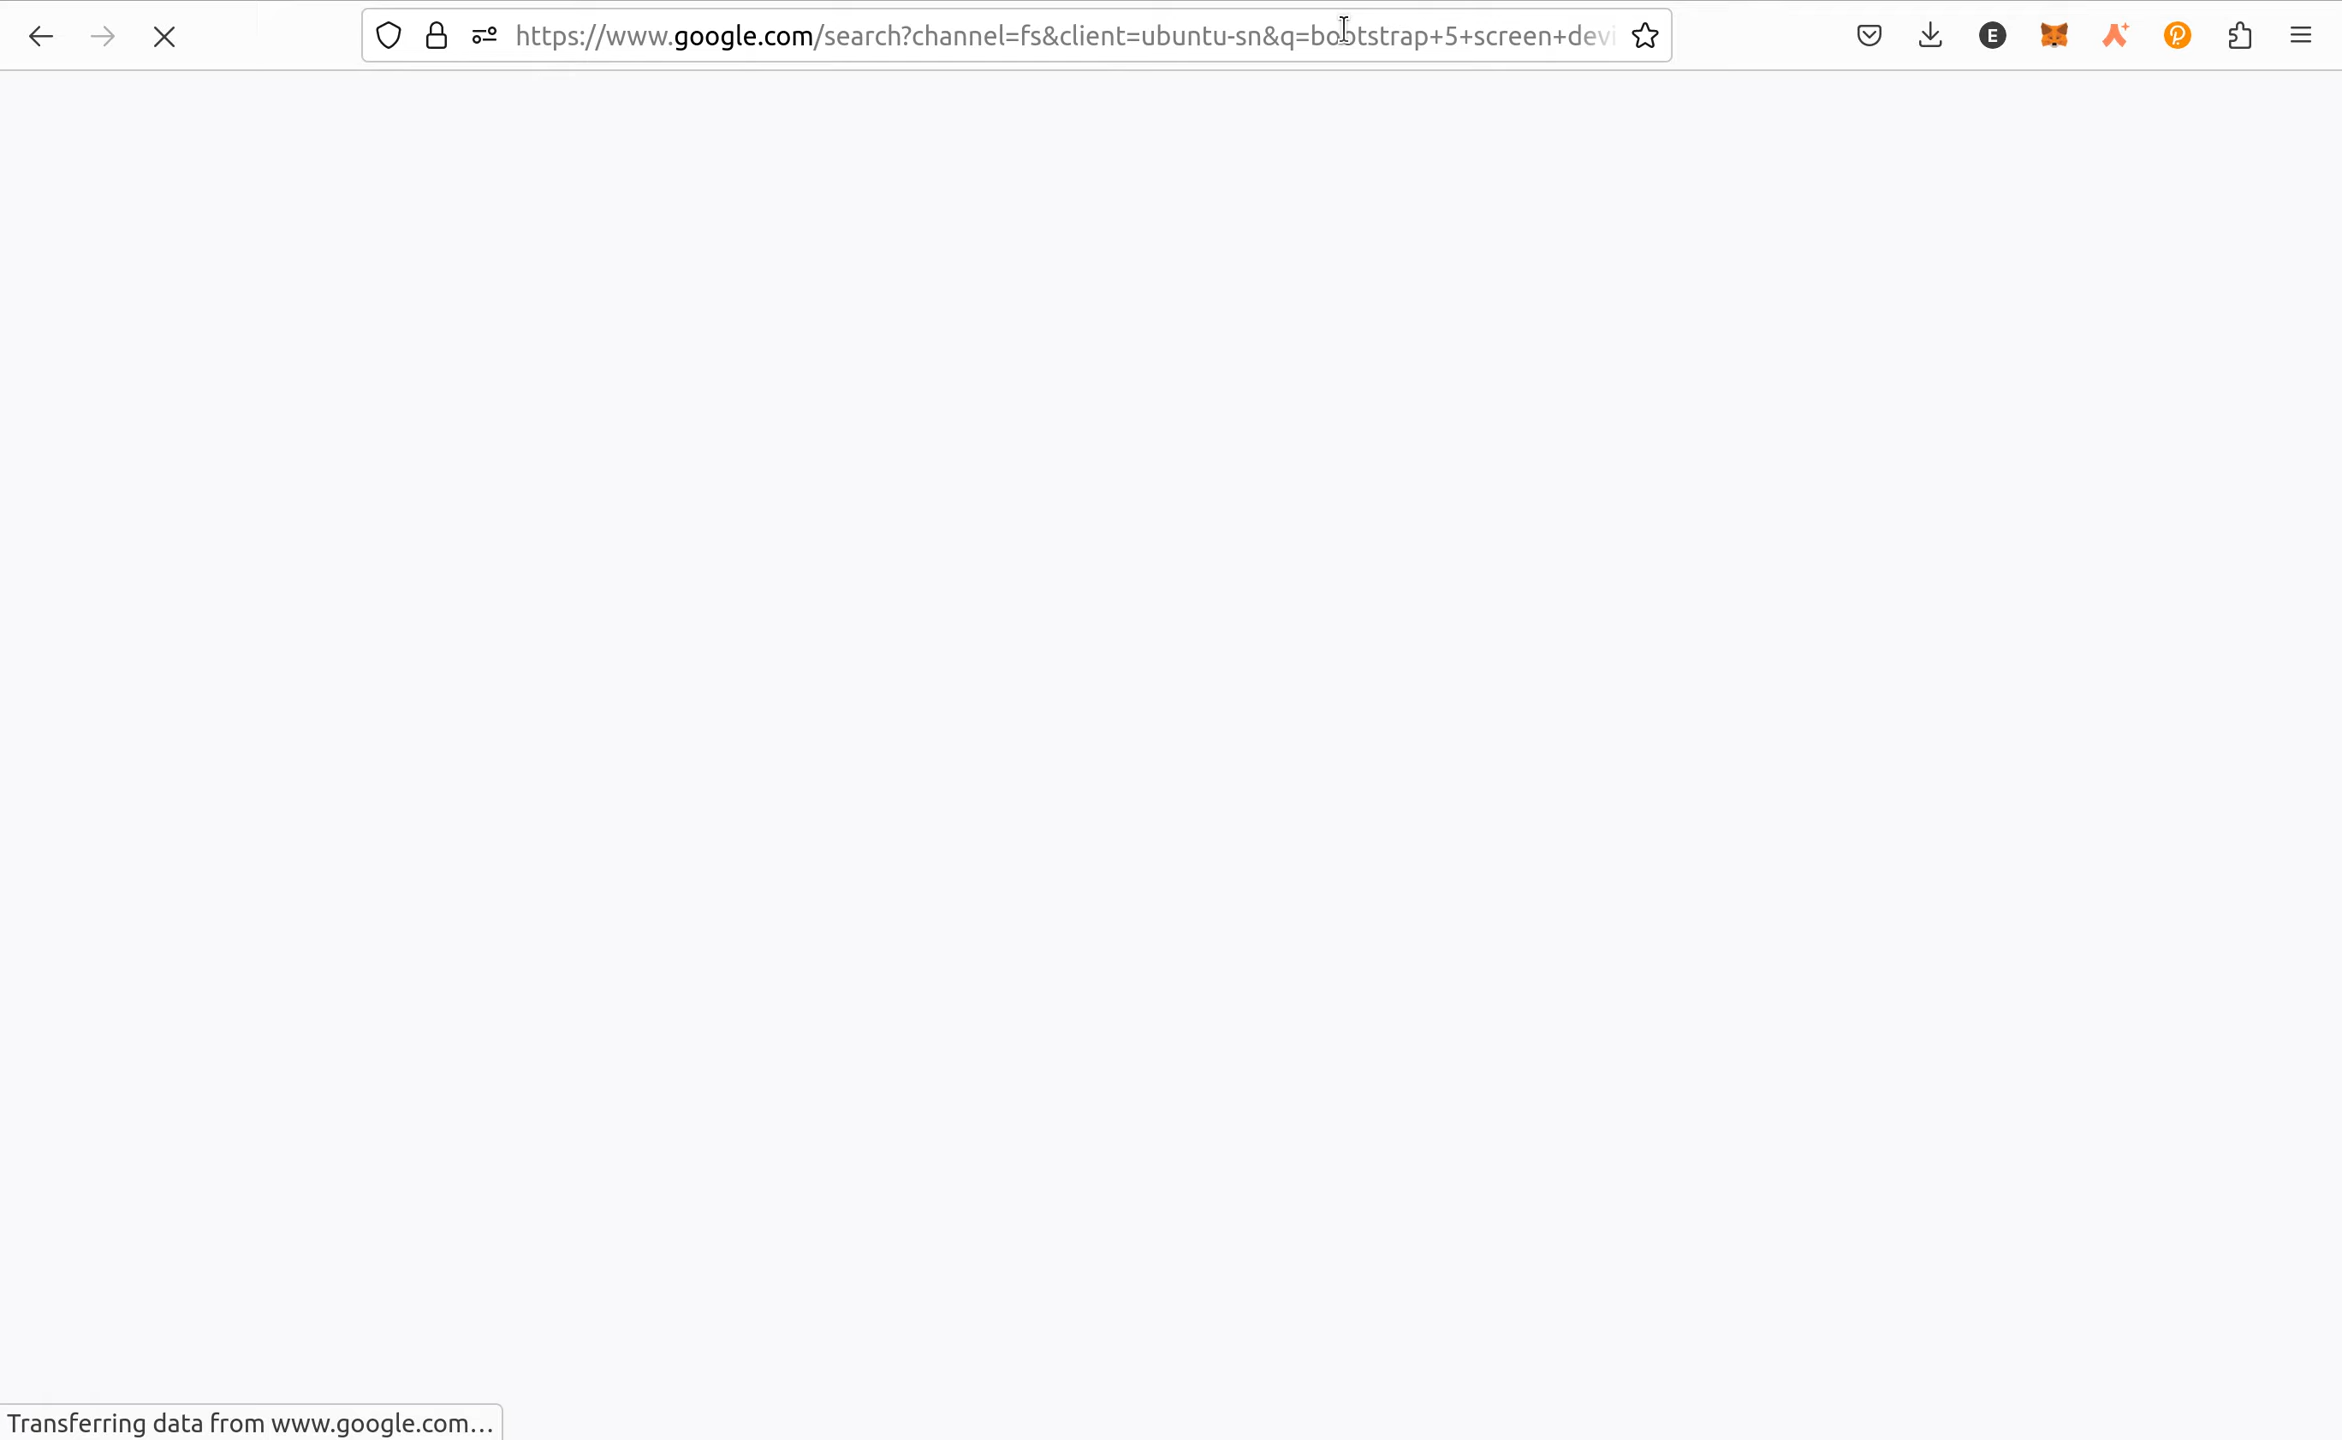 https://www.google.com/search?channel=fs&client=ubuntu-sn&q=bootstrap+5+screen+devi
E
Transferring data from www.google.com...